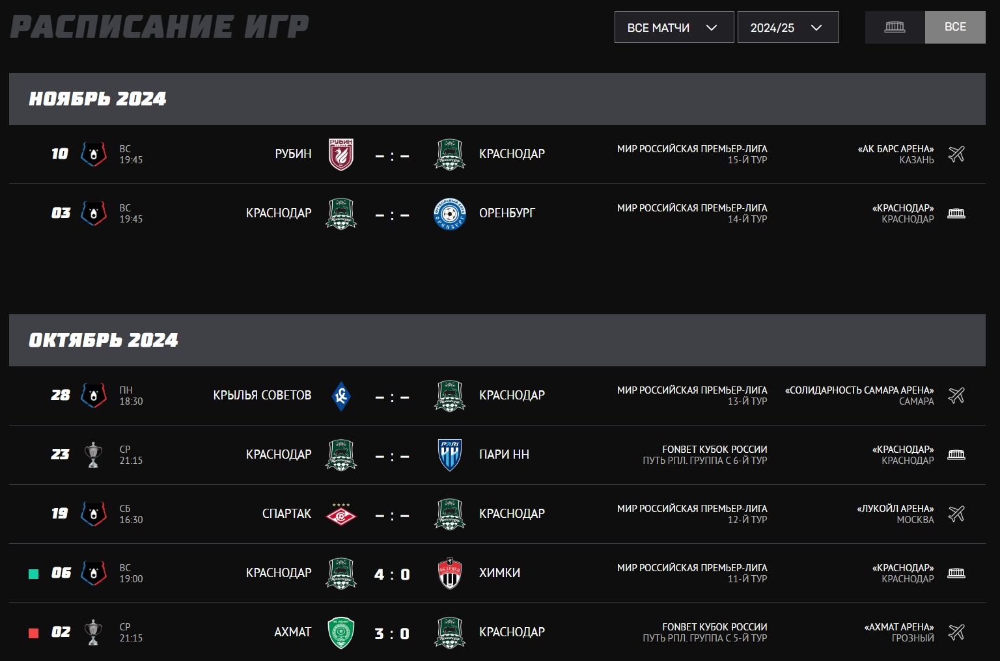 РАСПИСАНИЕ ИГР
ВСЕ МАТЧИ
2024/25
ВСЕ
НОЯБРЬ 2024
10 ВС 19:45 РУБИН РУБИН – : – КРАСНОДАР МИР РОССИЙСКАЯ ПРЕМЬЕР-ЛИГА 15-Й ТУР «АК БАРС АРЕНА» КАЗАНЬ
03 ВС 19:45 КРАСНОДАР – : – ОРЕНБУРГ МИР РОССИЙСКАЯ ПРЕМЬЕР-ЛИГА 14-Й ТУР «КРАСНОДАР» КРАСНОДАР
ОКТЯБРЬ 2024
28 ПН 18:30 КРЫЛЬЯ СОВЕТОВ – : – КРАСНОДАР МИР РОССИЙСКАЯ ПРЕМЬЕР-ЛИГА 13-Й ТУР «СОЛИДАРНОСТЬ САМАРА АРЕНА» САМАРА
23 СР 21:15 КРАСНОДАР – : – PARI НН ПАРИ НН FONBET КУБОК РОССИИ ПУТЬ РПЛ. ГРУППА C 6-Й ТУР «КРАСНОДАР» КРАСНОДАР
19 СБ 16:30 СПАРТАК – : – КРАСНОДАР МИР РОССИЙСКАЯ ПРЕМЬЕР-ЛИГА 12-Й ТУР «ЛУКОЙЛ АРЕНА» МОСКВА
06 ВС 19:00 КРАСНОДАР 4 : 0 ХИМКИ МИР РОССИЙСКАЯ ПРЕМЬЕР-ЛИГА 11-Й ТУР «КРАСНОДАР» КРАСНОДАР
02 СР 21:15 АХМАТ 3 : 0 КРАСНОДАР FONBET КУБОК РОССИИ ПУТЬ РПЛ. ГРУППА C 5-Й ТУР «АХМАТ АРЕНА» ГРОЗНЫЙ